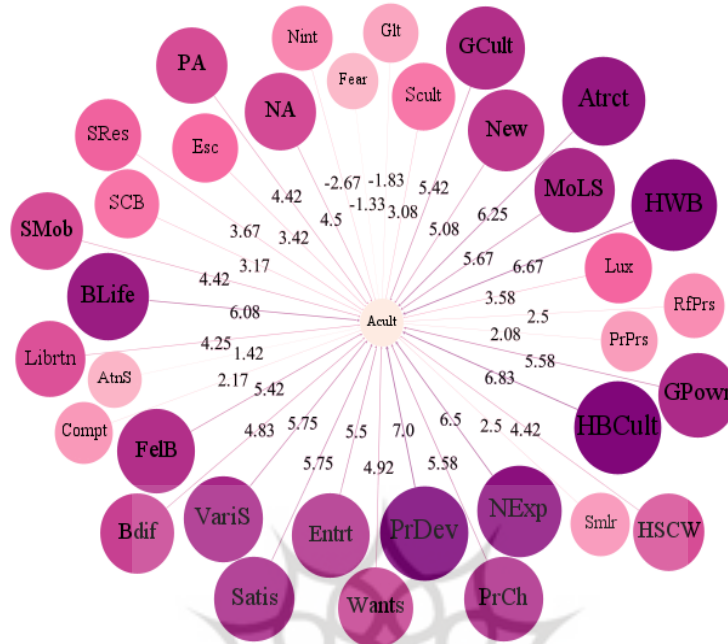 Glt
Nint
GCult
PA
Fear
Atrct
Scult
NA
New
SRes
Esc
MoLS
SCB
HWB
4.42
-2.67
-1.83
5.42
-1.33
4.5
3.08
6.25
SMob
3.67
3.42
5.08
5.67
Lux
3.17
6.67
4.42
3.58
RfPrs
BLife
2.5
6.08
Acult
2.08
PrPrs
Librtn
4.25
5.58
AtnS
1.42
6.83
GPowr
2.17
5.42
HBCult
Compt
4.83
5.75
5.5
7.0
6.5
2.5
4.42
FelB
5.75
4.92
5.58
VariS
NExp
Smlr
Bdif
Entrt
PrDev
HSCW
Satis
Wants
PrCh